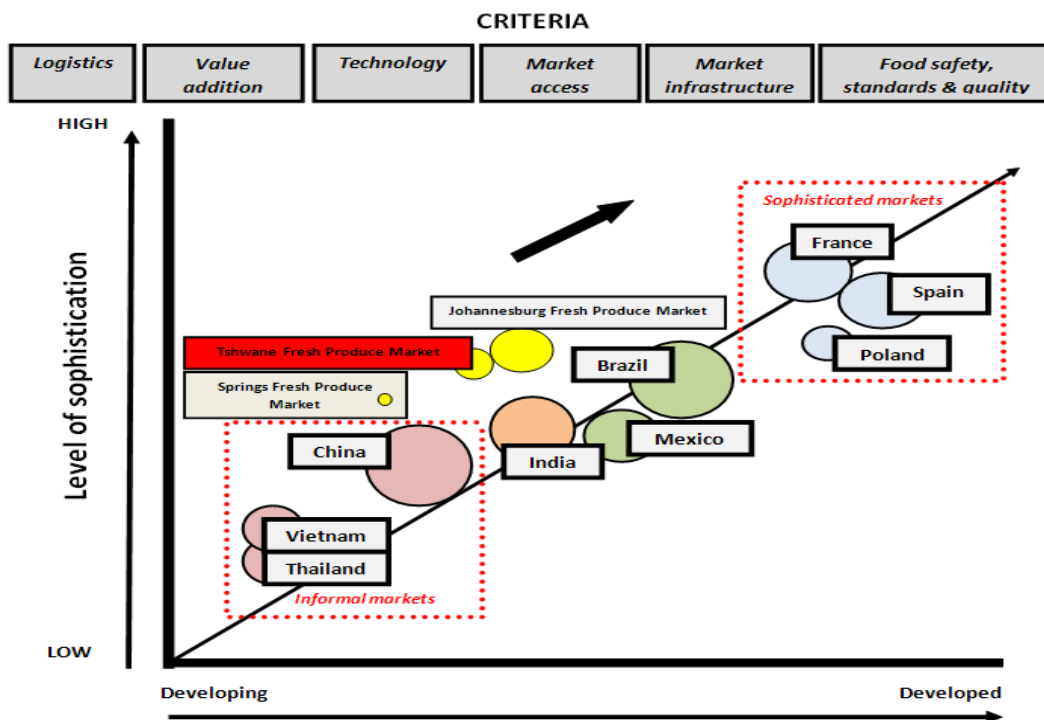 CRITERIA
Logistics
Value
addition
Technology
Market
access
Market
infrastructure
Food safety,
standards & quality
HIGH
Level of sophistication
LOW
Sophisticated markets
France
Spain
Poland
Johannesburg Fresh Produce Market
Tshwane Fresh Produce Market
Springs Fresh Produce
Market
Brazil
Mexico
India
China
Vietnam
Thailand
Informal markets
Developing
Developed